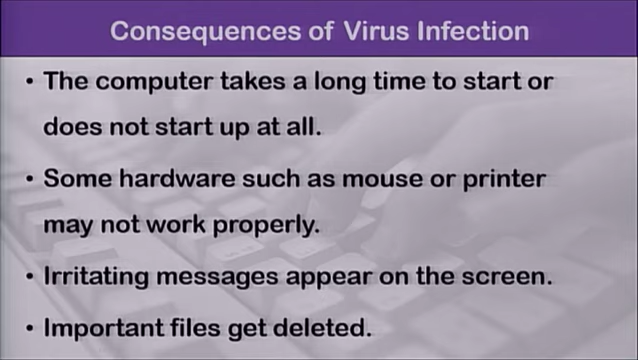 Consequences of Virus Infection
• The computer takes a long time to start or
does not start up at all.
• Some hardware such as mouse or printer
may not work properly.
• Irritating messages appear on the screen.
• Important files get deleted.